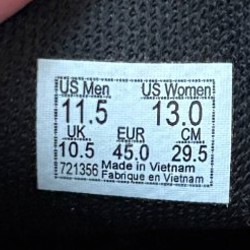 US Men US Women
11.5 13.0
UK EUR CM
10.5 45.0 29.5
721356 Made in Vietnam
Fabrique en Vietnam